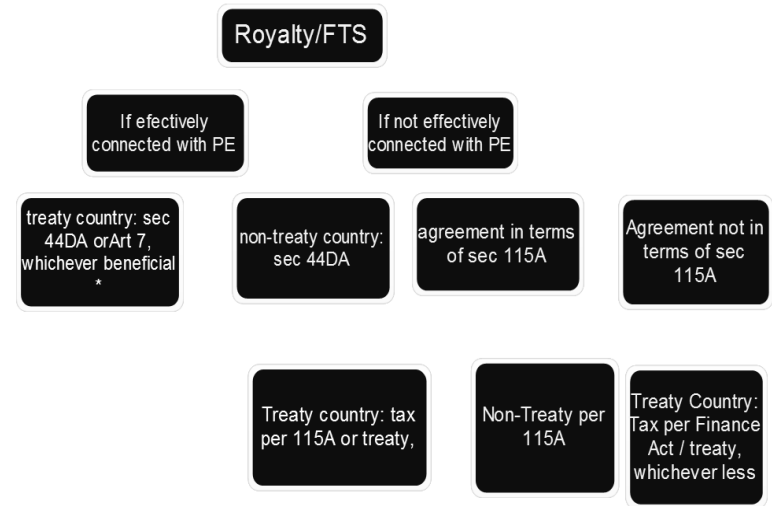 Royalty/FTS
If efectively
connected with PE
If not effectively
connected with PE
treaty country: sec
44DA orArt 7,
whichever beneficial
*
non-treaty country:
sec 44DA
agreement in terms
of sec 115A
Agreement not in
terms of sec
115A
Treaty country: tax
per 115A or treaty,
Non-Treaty per
115A
Treaty Country:
Tax per Finance
Act / treaty,
whichever less